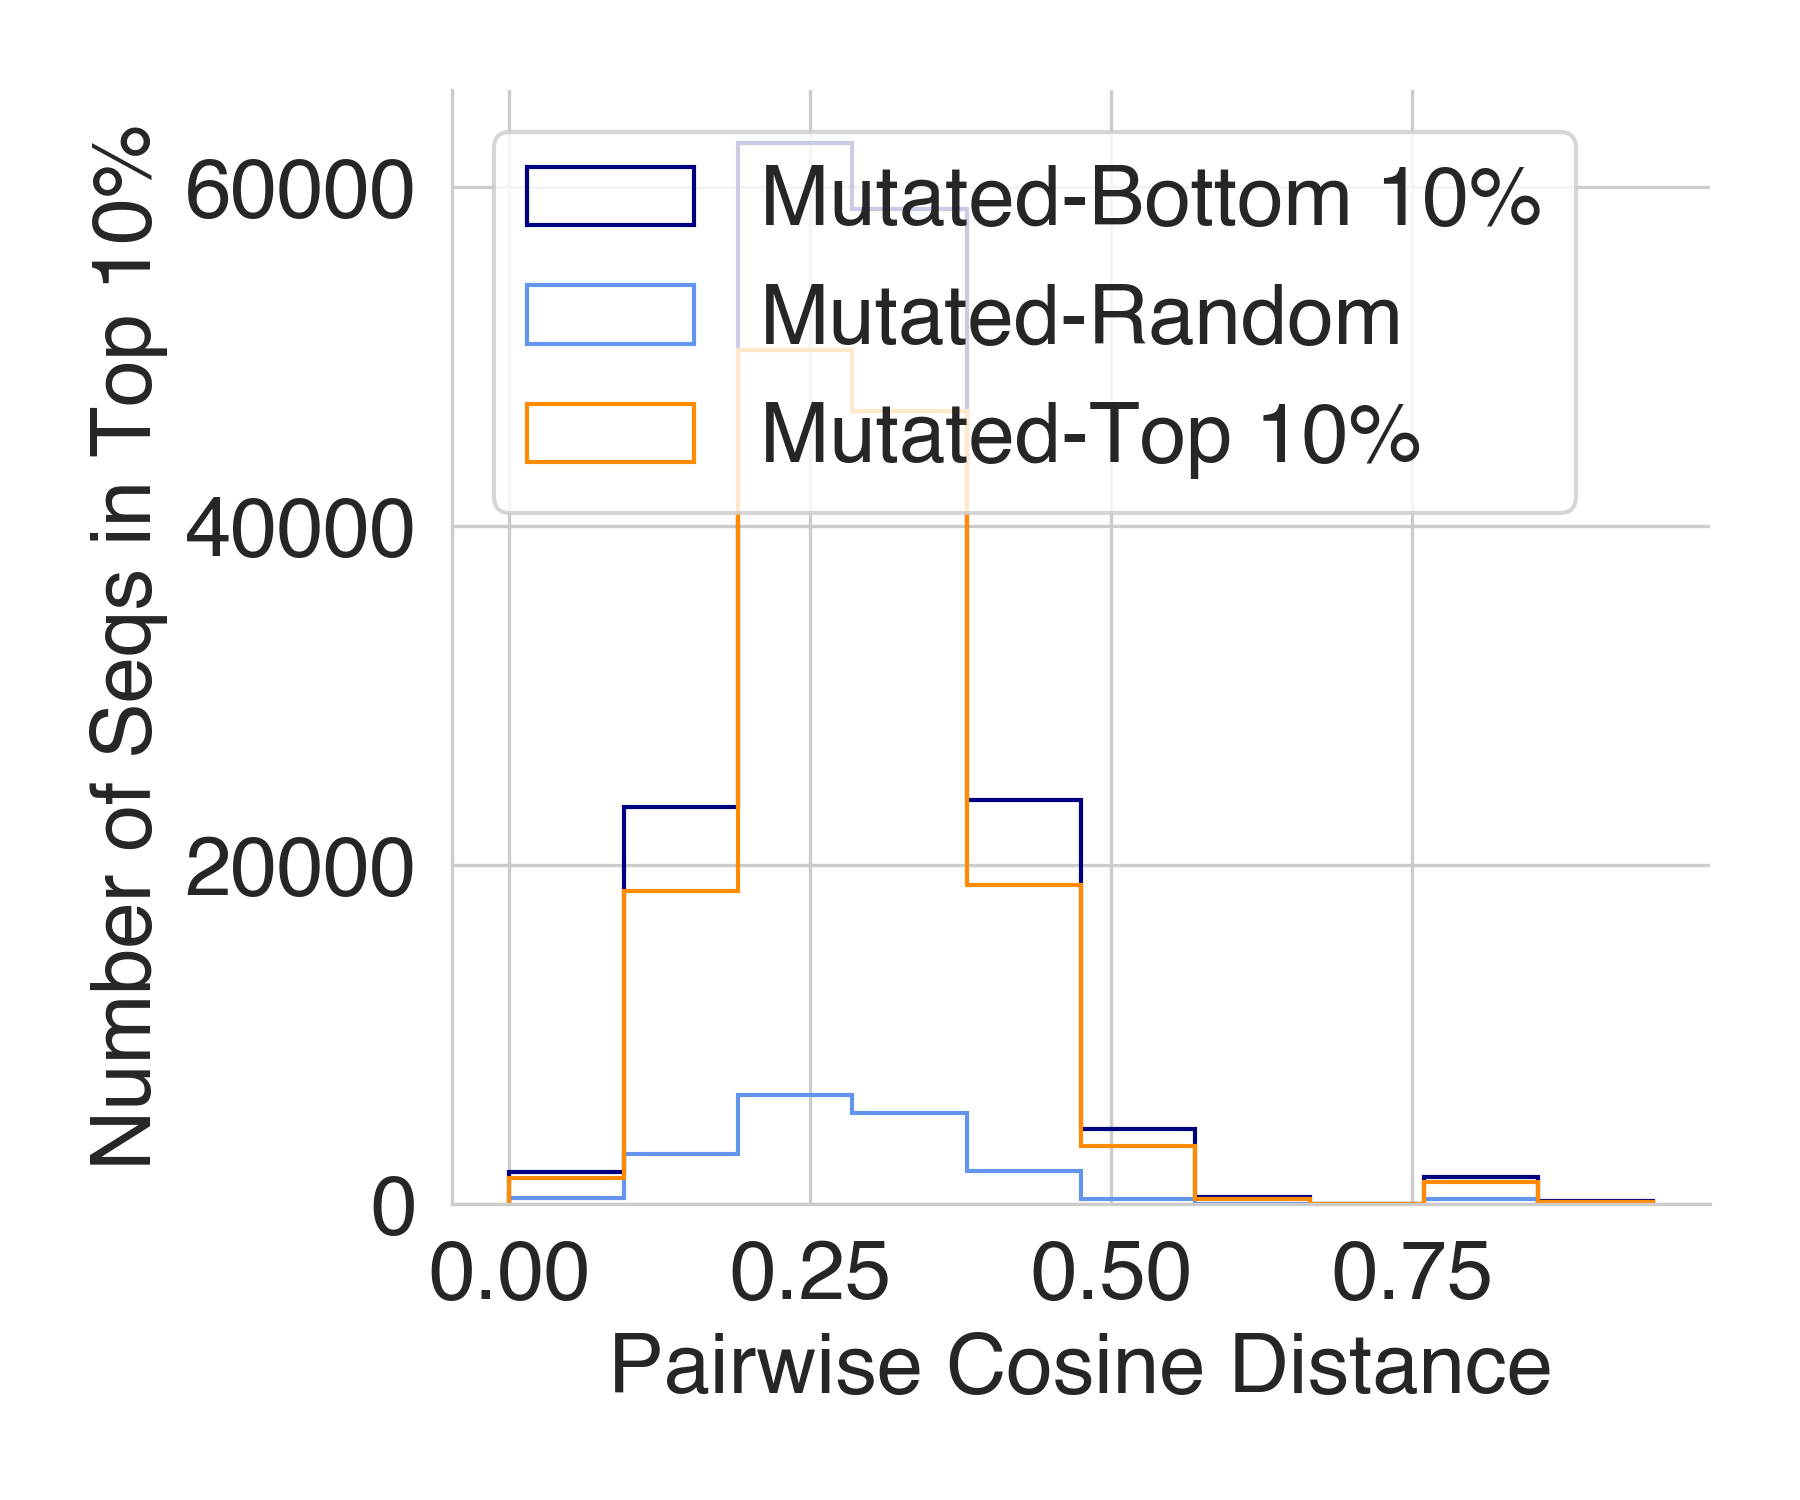 Number of Seqs in Top 10%
60000
40000
20000
0
Mutated-Bottom 10%
Mutated-Random
Mutated-Top 10%
0.00 0.25 0.50 0.75
Pairwise Cosine Distance